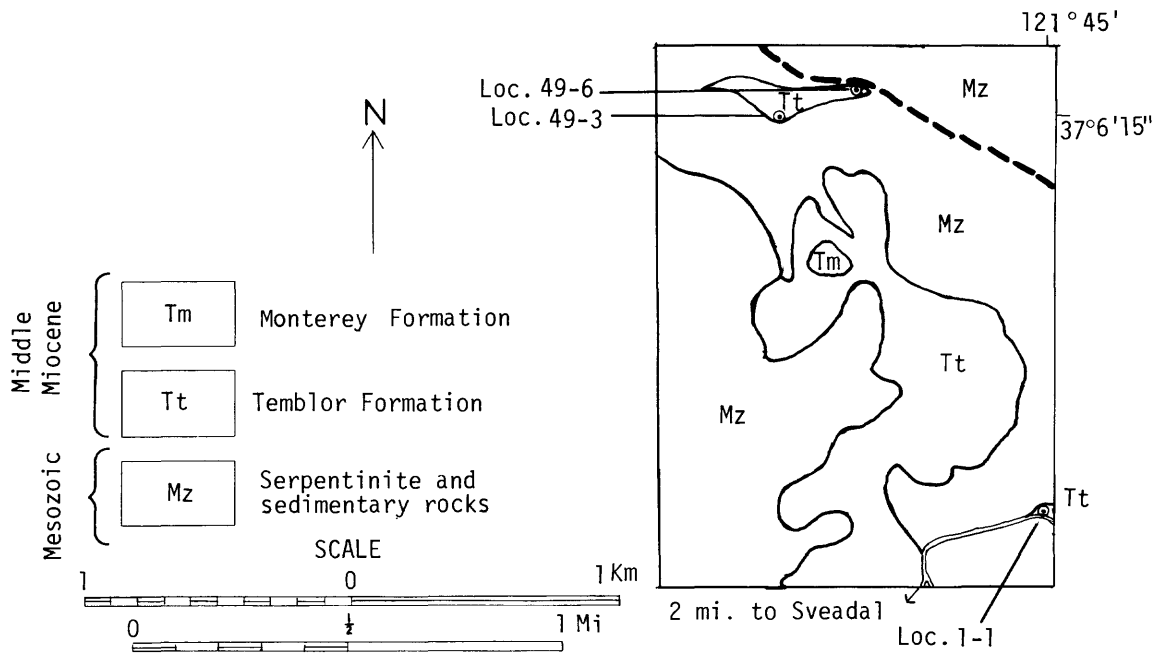 121°45'
Loc. 49-6
Tt
Mz
N
Loc. 49-3
37°6'15"
Mz
Tm
Middle
Miocene
Tm
Monterey Formation
Tt
Tt
Temblor Formation
Mz
Mesozoic
Mz
Serpentinite and
sedimentary rocks
Tt
SCALE
1 0 1 Km
0 ½ 1 Mi
2 mi. to Sveadal
Loc. 1-1